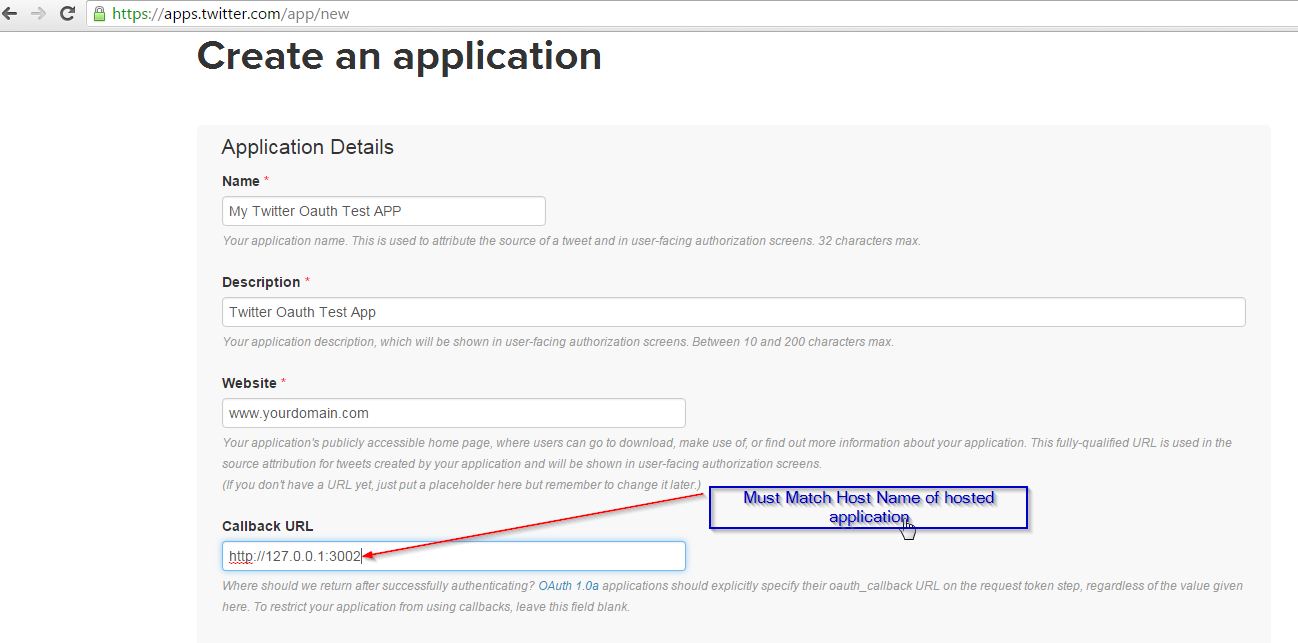 https://apps.twitter.com/app/new
Create an application
Application Details
Name *
My Twitter Oauth Test APP
Your application name. This is used to attribute the source of a tweet and in user-facing authorization screens. 32 characters max.
Description *
Twitter Oauth Test App
Your application description, which will be shown in user-facing authorization screens. Between 10 and 200 characters max.
Website *
www.yourdomain.com
Your application's publicly accessible home page, where users can go to download, make use of, or find out more information about your application. This fully-qualified URL is used in the
source attribution for tweets created by your application and will be shown in user-facing authorization screens.
(If you don't have a URL yet, just put a placeholder here but remember to change it later.)
Must Match Host Name of hosted
application
Callback URL
http://127.0.0.1:3002
Where should we return after successfully authenticating? OAuth 1.0a applications should explicitly specify their oauth_callback URL on the request token step, regardless of the value given
here. To restrict your application from using callbacks, leave this field blank.